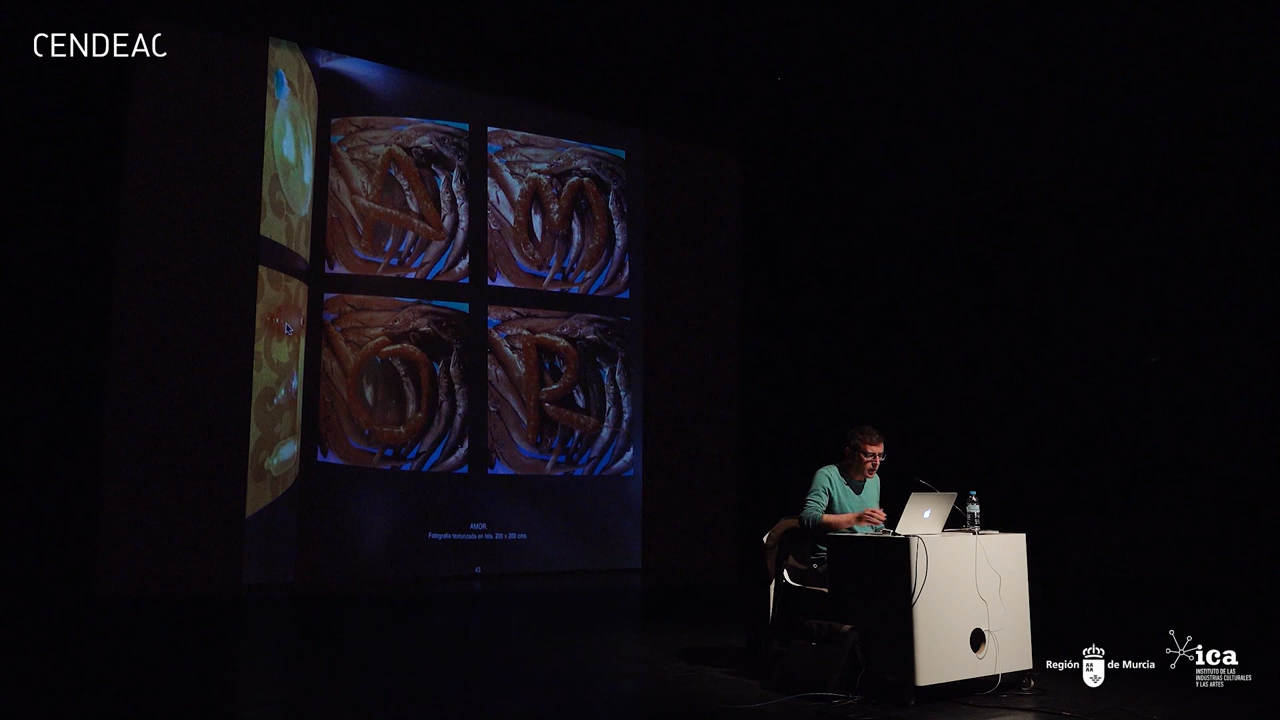 CENDEAC
A
M
O
R
AMOR
Fotografía texturizada en tela. 200 x 200 cms.
43
Región de Murcia
ica
INSTITUTO DE LAS
INDUSTRIAS CULTURALES
Y LAS ARTES